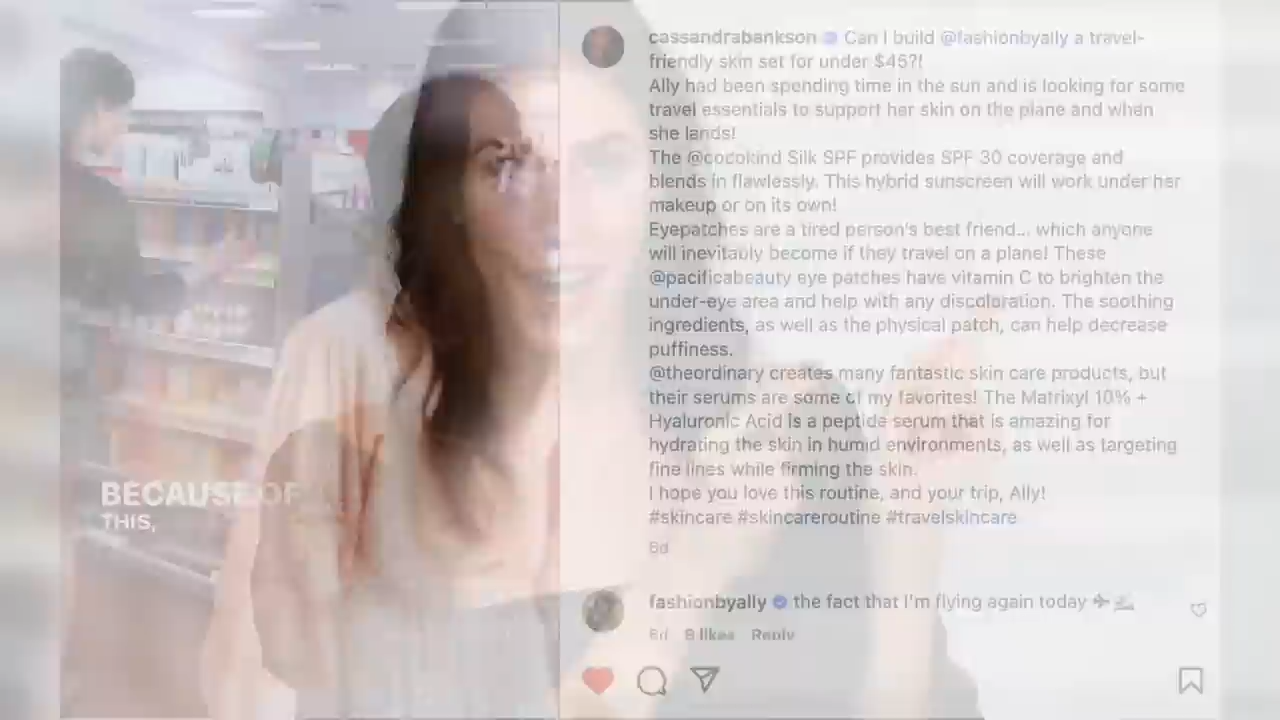 cassandrabankson Can I build @fashionbyally a travel-
friendly skin set for under $45?!
Ally had been spending time in the sun and is looking for some
travel essentials to support her skin on the plane and when
she lands!
The @cocokind Silk SPF provides SPF 30 coverage and
blends in flawlessly. This hybrid sunscreen will work under her
makeup or on its own!
Eyepatches are a tired person's best friend... which anyone
will inevitably become if they travel on a plane! These
@pacificabeauty eye patches have vitamin C to brighten the
under-eye area and help with any discoloration. The soothing
ingredients, as well as the physical patch, can help decrease
puffiness.
@theordinary creates many fantastic skin care products, but
their serums are some of my favorites! The Matrixyl 10% +
Hyaluronic Acid is a peptide serum that is amazing for
hydrating the skin in humid environments, as well as targeting
fine lines while firming the skin.
I hope you love this routine, and your trip, Ally!
#skincare #skincareroutine #travelskincare
6d
fashionbyally the fact that I'm flying again today ✈️🛫
6d 8 likes Reply
BECAUSE OF
THIS,